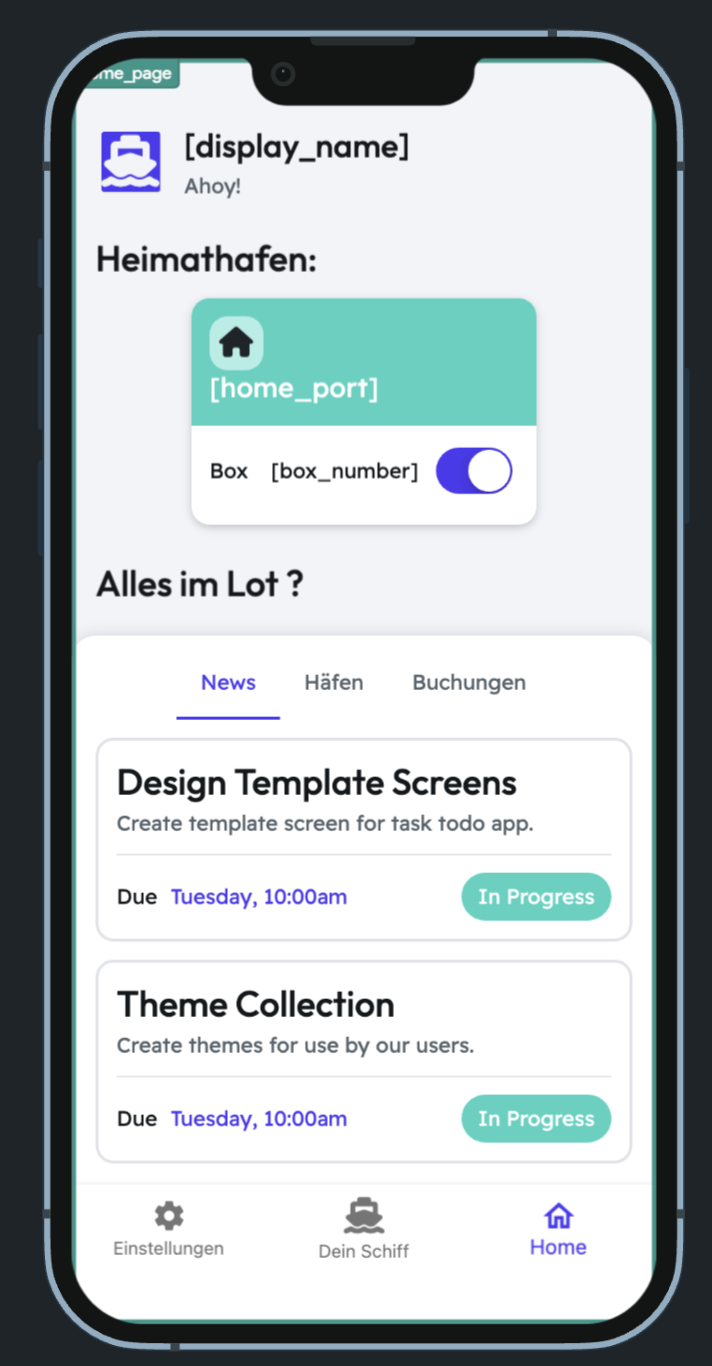 me_page
[display_name]
Ahoy!
Heimathafen:
[home_port]
Box [box_number]
Alles im Lot ?
News Häfen Buchungen
Design Template Screens
Create template screen for task todo app.
Due Tuesday, 10:00am In Progress
Theme Collection
Create themes for use by our users.
Due Tuesday, 10:00am In Progress
Einstellungen Dein Schiff Home